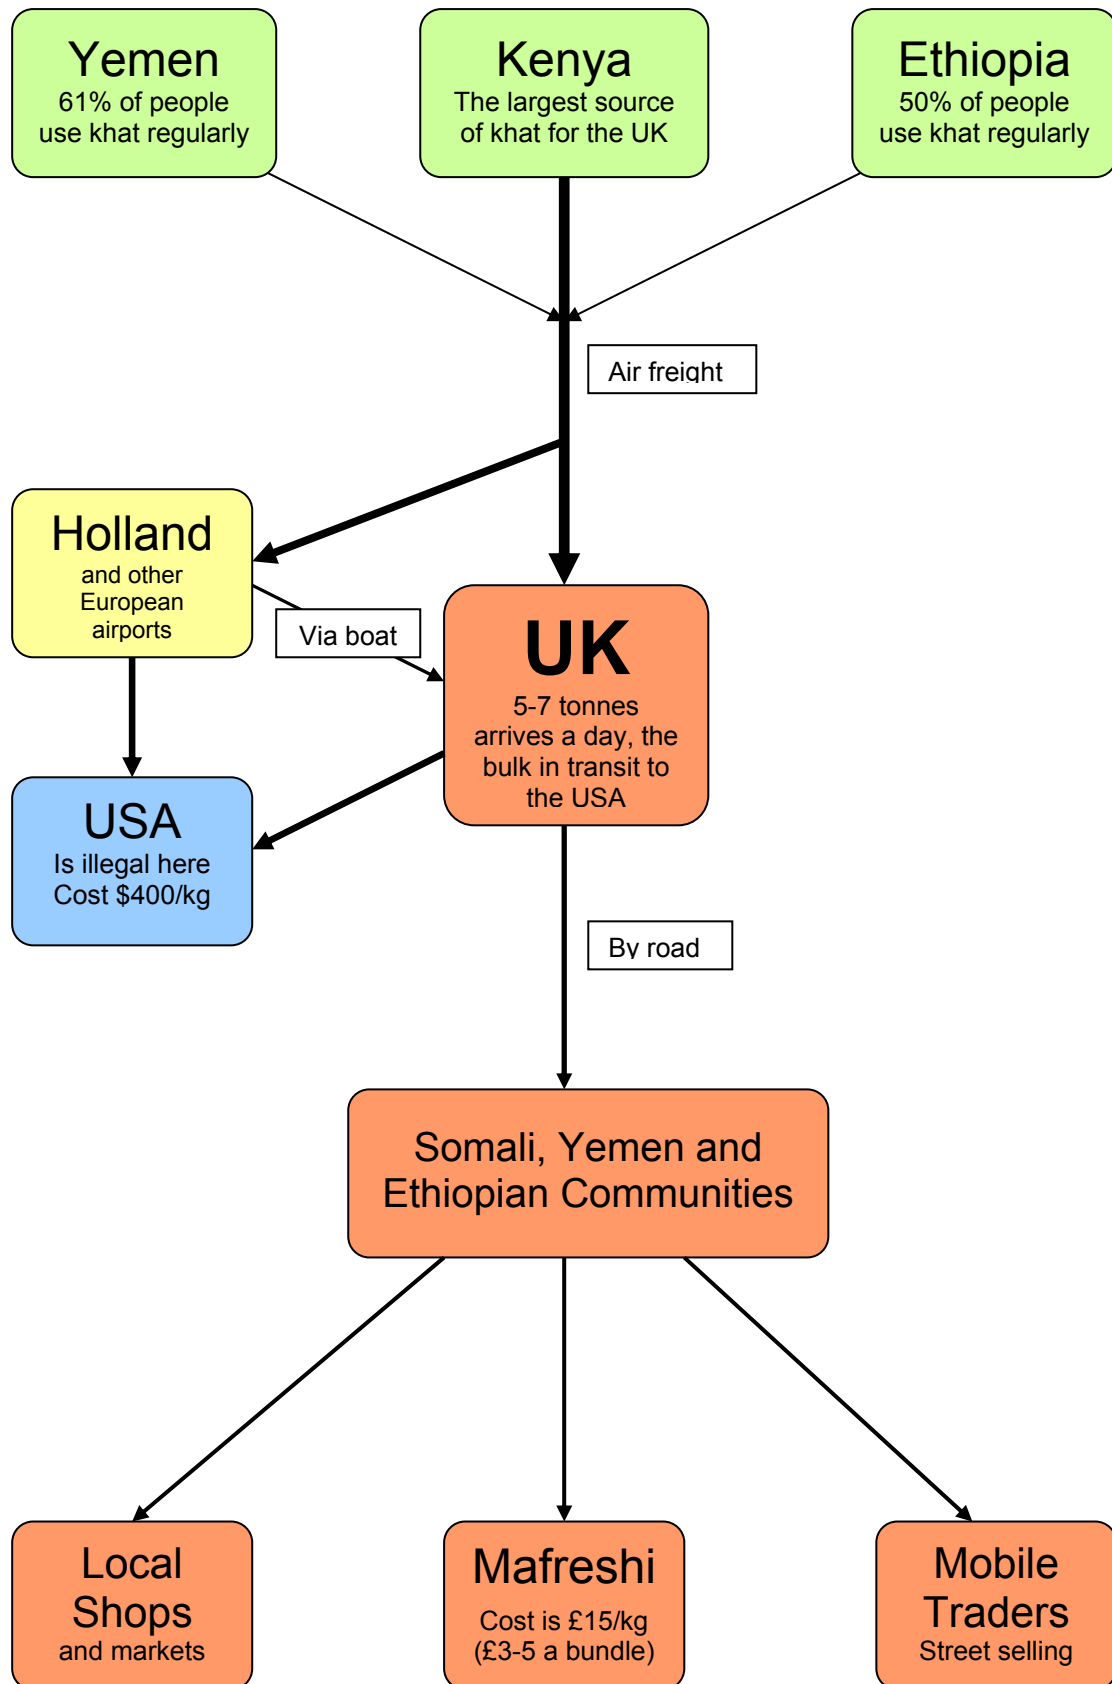 Yemen
61% of people
use khat regularly
Kenya
The largest source
of khat for the UK
Ethiopia
50% of people
use khat regularly
Air freight
Holland
and other
European
airports
Via boat
UK
5-7 tonnes
arrives a day, the
bulk in transit to
the USA
USA
Is illegal here
Cost $400/kg
By road
Somali, Yemen and
Ethiopian Communities
Local
Shops
and markets
Mafreshi
Cost is £15/kg
(£3-5 a bundle)
Mobile
Traders
Street selling